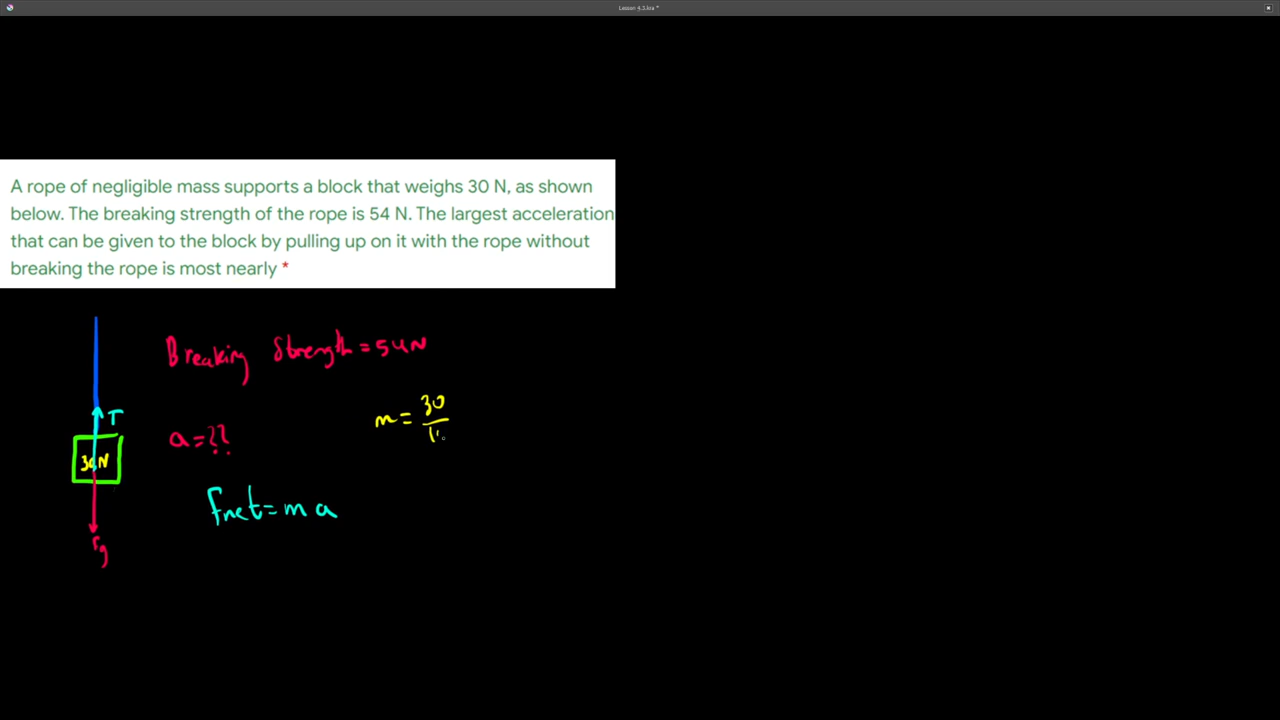 Lesson 4.3.kra *
A rope of negligible mass supports a block that weighs 30 N, as shown
below. The breaking strength of the rope is 54 N. The largest acceleration
that can be given to the block by pulling up on it with the rope without
breaking the rope is most nearly *
Breaking Strength = 54N
T
m = 30
a = ??
30N
Fnet = m a
Fg